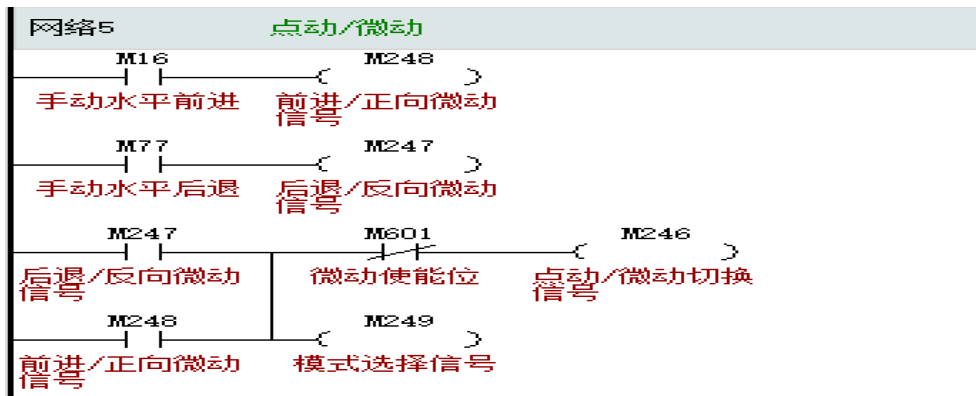 网络5 点动/微动
M16 M248
手动水平前进 前进/正向微动
信号
M77 M247
手动水平后退 后退/反向微动
信号
M247 M601 M246
后退/反向微动 微动使能位 点动/微动切换
信号 信号
M248 M249
前进/正向微动 模式选择信号
信号